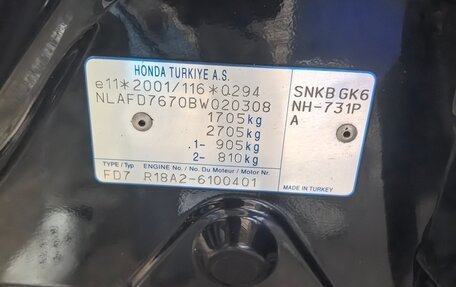 HONDA TURKIYE A.S.
e11*2001/116*0294
NLAFD7670BW020308
1705kg
2705kg
.1- 905kg
2- 810kg
TYPE / Typ ENGINE No. / No. Du Moteur / Motor Nr.
FD7 R18A2-6100401
SNKB GK6
NH-731P
A
MADE IN TURKEY